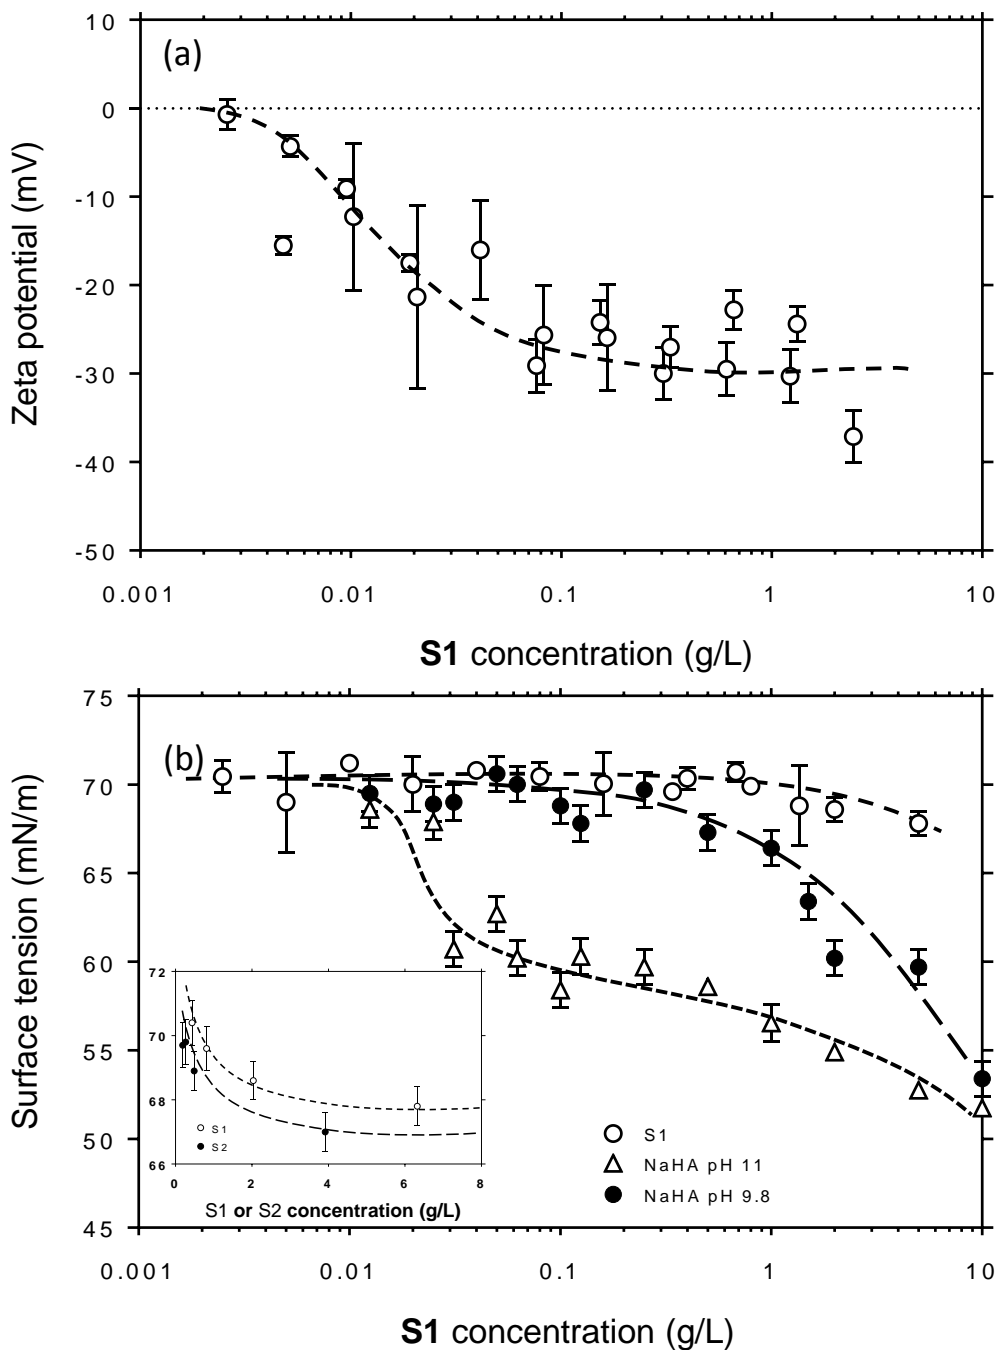 (a)
Zeta potential (mV)
10
0
-10
-20
-30
-40
-50
0.001
0.01
0.1
1
10
S1 concentration (g/L)
(b)
Surface tension (mN/m)
75
70
65
60
55
50
45
72
70
68
66
S1
S2
0
2
4
6
8
S1 or S2 concentration (g/L)
S1
NaHA pH 11
NaHA pH 9.8
0.001
0.01
0.1
1
10
S1 concentration (g/L)